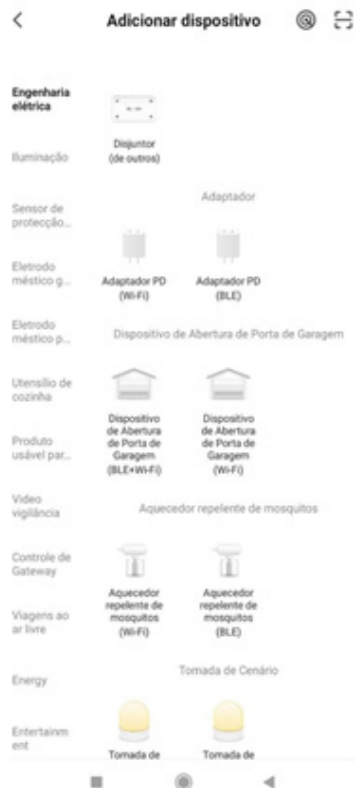 Adicionar dispositivo
Engenharia
elétrica
Iluminação
Sensor de
protecção...
Eletrodo
méstico g...
Eletrodo
méstico p...
Utensílio de
cozinha
Produto
usável par...
Vídeo
vigilância
Controle de
Gateway
Viagens ao
ar livre
Energy
Entertainm
ent
Disjuntor
(de outros)
Adaptador
Adaptador PD
(Wi-Fi)
Adaptador PD
(BLE)
Dispositivo de Abertura de Porta de Garagem
Dispositivo
de Abertura
de Porta de
Garagem
(BLE+Wi-Fi)
Dispositivo
de Abertura
de Porta de
Garagem
(Wi-Fi)
Aquecedor repelente de mosquitos
Aquecedor
repelente de
mosquitos
(Wi-Fi)
Aquecedor
repelente de
mosquitos
(BLE)
Tomada de Cenário
Tomada de
Tomada de